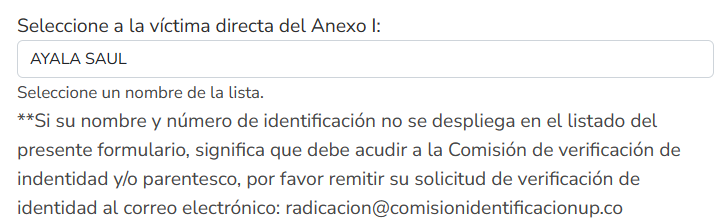 Seleccione a la víctima directa del Anexo I:
AYALA SAUL
Seleccione un nombre de la lista.
**Si su nombre y número de identificación no se despliega en el listado del
presente formulario, significa que debe acudir a la Comisión de verificación de
indentidad y/o parentesco, por favor remitir su solicitud de verificación de
identidad al correo electrónico: radicacion@comisionidentificacionup.co